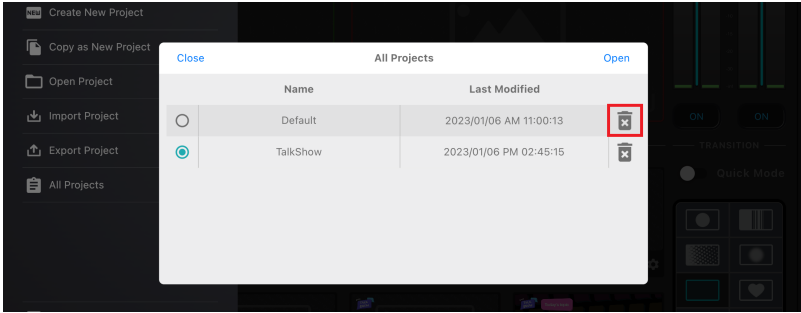 NEW Create New Project
Copy as New Project
Open Project
Import Project
Export Project
All Projects
Close All Projects Open
Name Last Modified
Default 2023/01/06 AM 11:00:13
TalkShow 2023/01/06 PM 02:45:15
ON ON
TRANSITION
Quick Mode